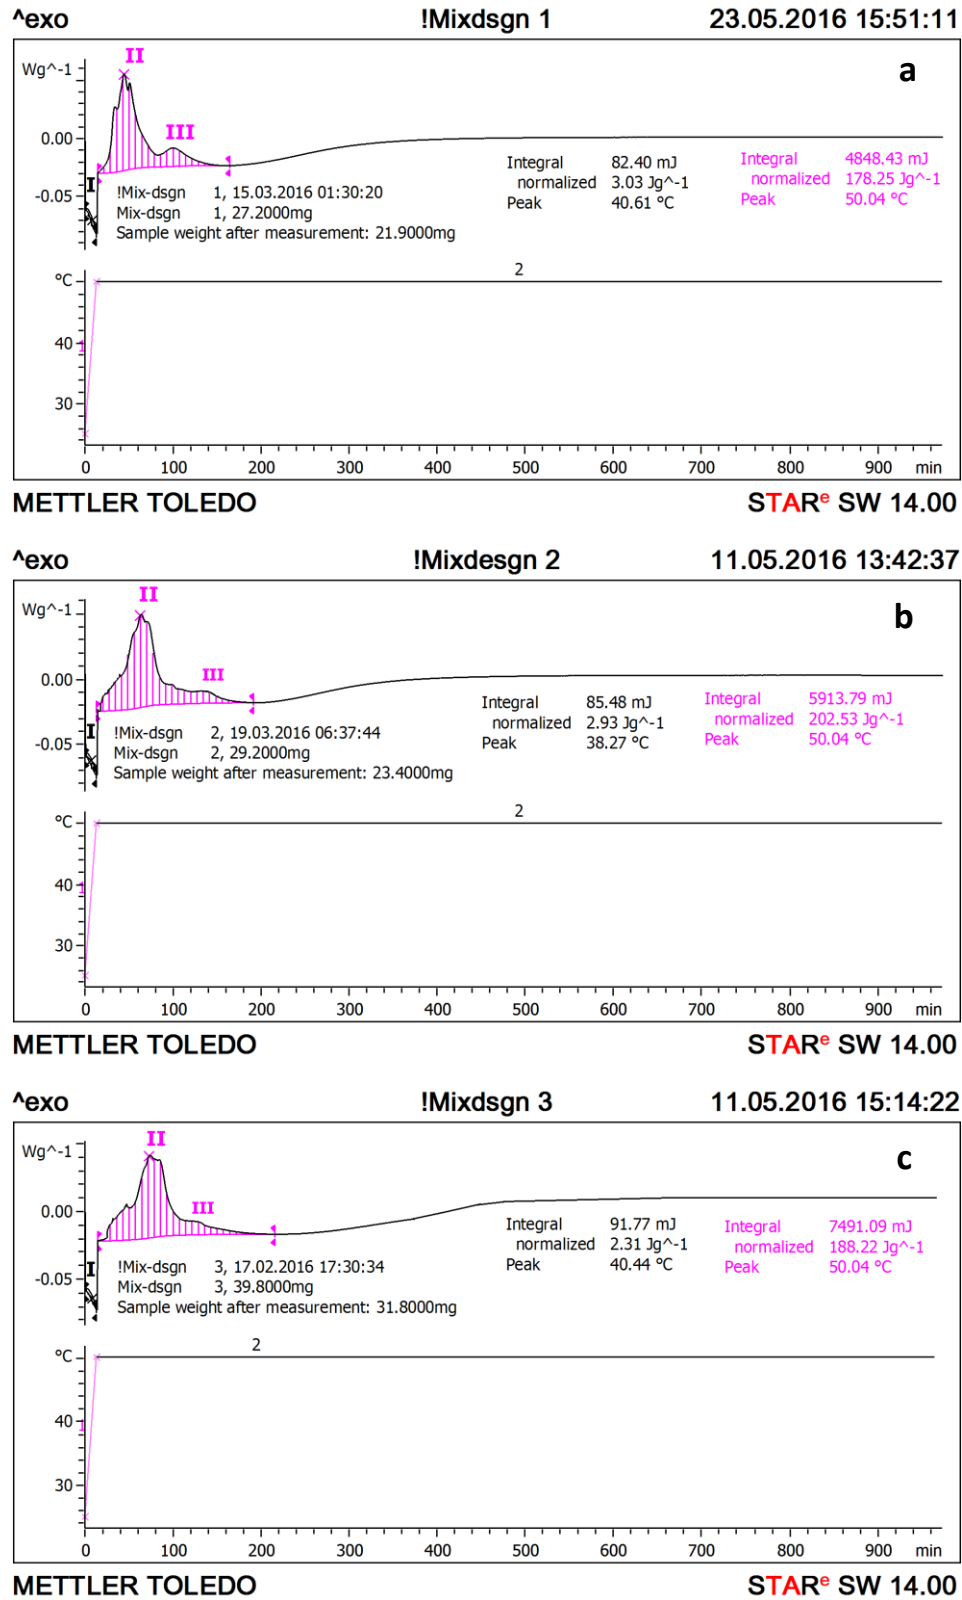 ^exo !Mixdsgn 1 23.05.2016 15:51:11
a
II
Wg^-1
III
0.00
I
-0.05
Integral 82.40 mJ
normalized 3.03 Jg^-1
Peak 40.61 °C
Integral 4848.43 mJ
normalized 178.25 Jg^-1
Peak 50.04 °C
!Mix-dsgn 1, 15.03.2016 01:30:20
Mix-dsgn 1, 27.2000mg
Sample weight after measurement: 21.9000mg
2
°C
40
1
30
0 100 200 300 400 500 600 700 800 900 min
METTLER TOLEDO STARe SW 14.00
^exo !Mixdesgn 2 11.05.2016 13:42:37
b
II
Wg^-1
III
0.00
I
-0.05
Integral 85.48 mJ
normalized 2.93 Jg^-1
Peak 38.27 °C
Integral 5913.79 mJ
normalized 202.53 Jg^-1
Peak 50.04 °C
!Mix-dsgn 2, 19.03.2016 06:37:44
Mix-dsgn 2, 29.2000mg
Sample weight after measurement: 23.4000mg
2
°C
40
1
30
0 100 200 300 400 500 600 700 800 900 min
METTLER TOLEDO STARe SW 14.00
^exo !Mixdsgn 3 11.05.2016 15:14:22
c
II
Wg^-1
III
0.00
I
-0.05
Integral 91.77 mJ
normalized 2.31 Jg^-1
Peak 40.44 °C
Integral 7491.09 mJ
normalized 188.22 Jg^-1
Peak 50.04 °C
!Mix-dsgn 3, 17.02.2016 17:30:34
Mix-dsgn 3, 39.8000mg
Sample weight after measurement: 31.8000mg
2
°C
40
1
30
0 100 200 300 400 500 600 700 800 900 min
METTLER TOLEDO STARe SW 14.00